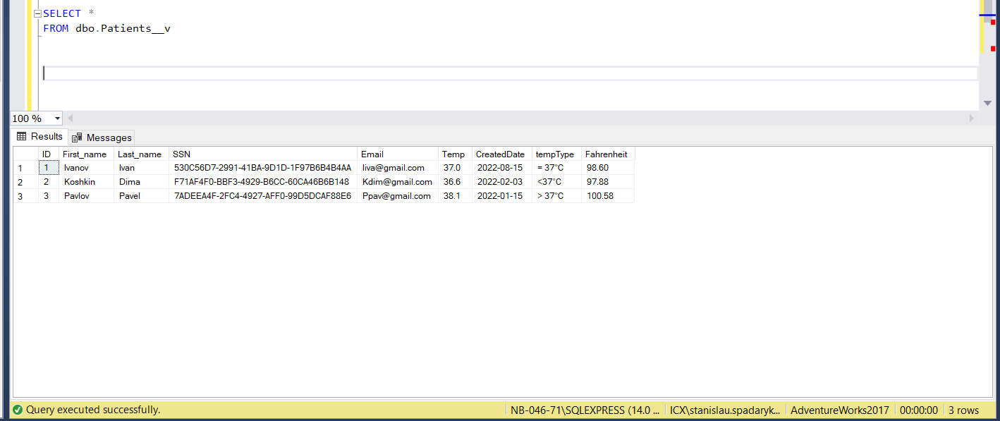 SELECT *
FROM dbo.Patients__v
100 %
Results Messages
ID First_name Last_name SSN Email Temp CreatedDate tempType Fahrenheit
1 1 Ivanov Ivan 530C56D7-2991-41BA-9D1D-1F97B6B4B4AA Iiva@gmail.com 37.0 2022-08-15 = 37°C 98.60
2 2 Koshkin Dima F71AF4F0-BBF3-4929-B6CC-60CA46B6B148 Kdim@gmail.com 36.6 2022-02-03 <37°C 97.88
3 3 Pavlov Pavel 7ADEEA4F-2FC4-4927-AFF0-99D5DCAF88E6 Ppav@gmail.com 38.1 2022-01-15 > 37°C 100.58
Query executed successfully. NB-046-71\SQLEXPRESS (14.0 ... ICX\stanislau.spadaryk... AdventureWorks2017 00:00:00 3 rows